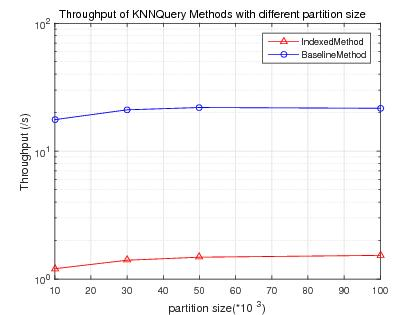 Throughput of KNNQuery Methods with different partition size
IndexedMethod
BaselineMethod
Throughput (/s)
10^2
10^1
10^0
10 20 30 40 50 60 70 80 90 100
partition size(*10 ^3)